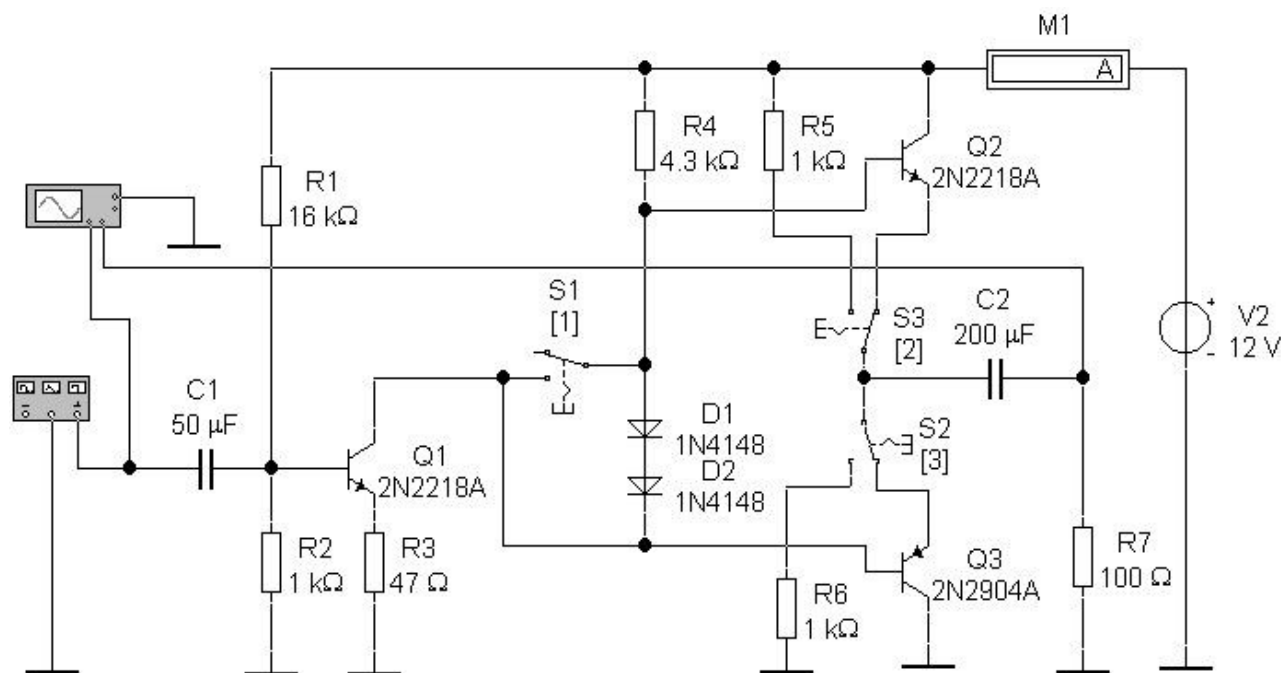 M1
A
R4
4.3 kΩ
R5
1 kΩ
Q2
2N2218A
R1
16 kΩ
S1
[1]
S3
[2]
C2
200 µF
V2
12 V
+
-
C1
50 µF
D1
1N4148
S2
[3]
Q1
2N2218A
D2
1N4148
R2
1 kΩ
R3
47 Ω
R6
1 kΩ
Q3
2N2904A
R7
100 Ω